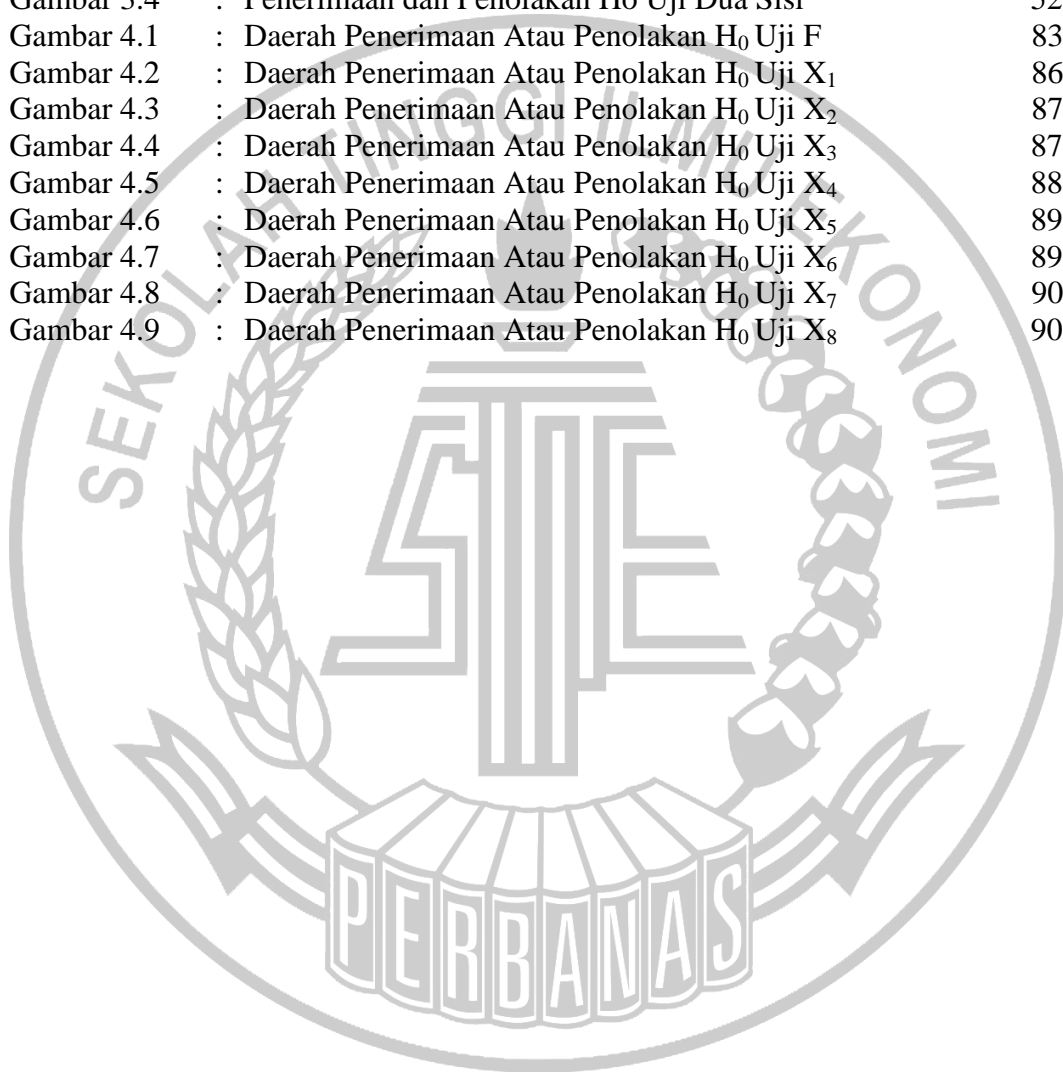 Gambar 3.4 : Penerimaan dan Penolakan Ho Uji Dua Sisi 52
Gambar 4.1 : Daerah Penerimaan Atau Penolakan H₀ Uji F 83
Gambar 4.2 : Daerah Penerimaan Atau Penolakan H₀ Uji X₁ 86
Gambar 4.3 : Daerah Penerimaan Atau Penolakan H₀ Uji X₂ 87
Gambar 4.4 : Daerah Penerimaan Atau Penolakan H₀ Uji X₃ 87
Gambar 4.5 : Daerah Penerimaan Atau Penolakan H₀ Uji X₄ 88
Gambar 4.6 : Daerah Penerimaan Atau Penolakan H₀ Uji X₅ 89
Gambar 4.7 : Daerah Penerimaan Atau Penolakan H₀ Uji X₆ 89
Gambar 4.8 : Daerah Penerimaan Atau Penolakan H₀ Uji X₇ 90
Gambar 4.9 : Daerah Penerimaan Atau Penolakan H₀ Uji X₈ 90
SEKOLAH TINGGI ILMU EKONOMI
STIE
PERBANAS